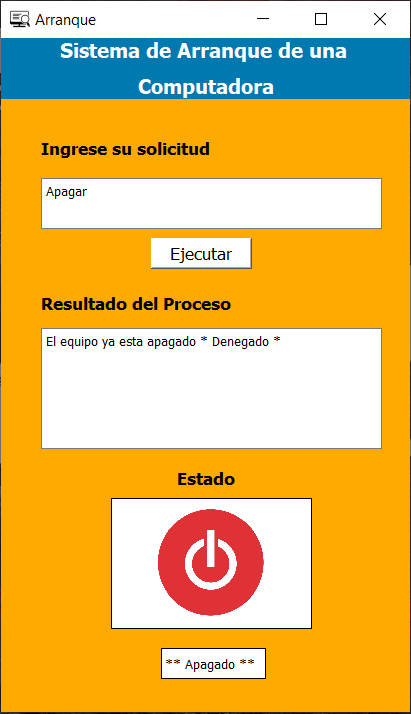 Arranque
Sistema de Arranque de una
Computadora
Ingrese su solicitud
Apagar
Ejecutar
Resultado del Proceso
El equipo ya esta apagado * Denegado *
Estado
** Apagado **